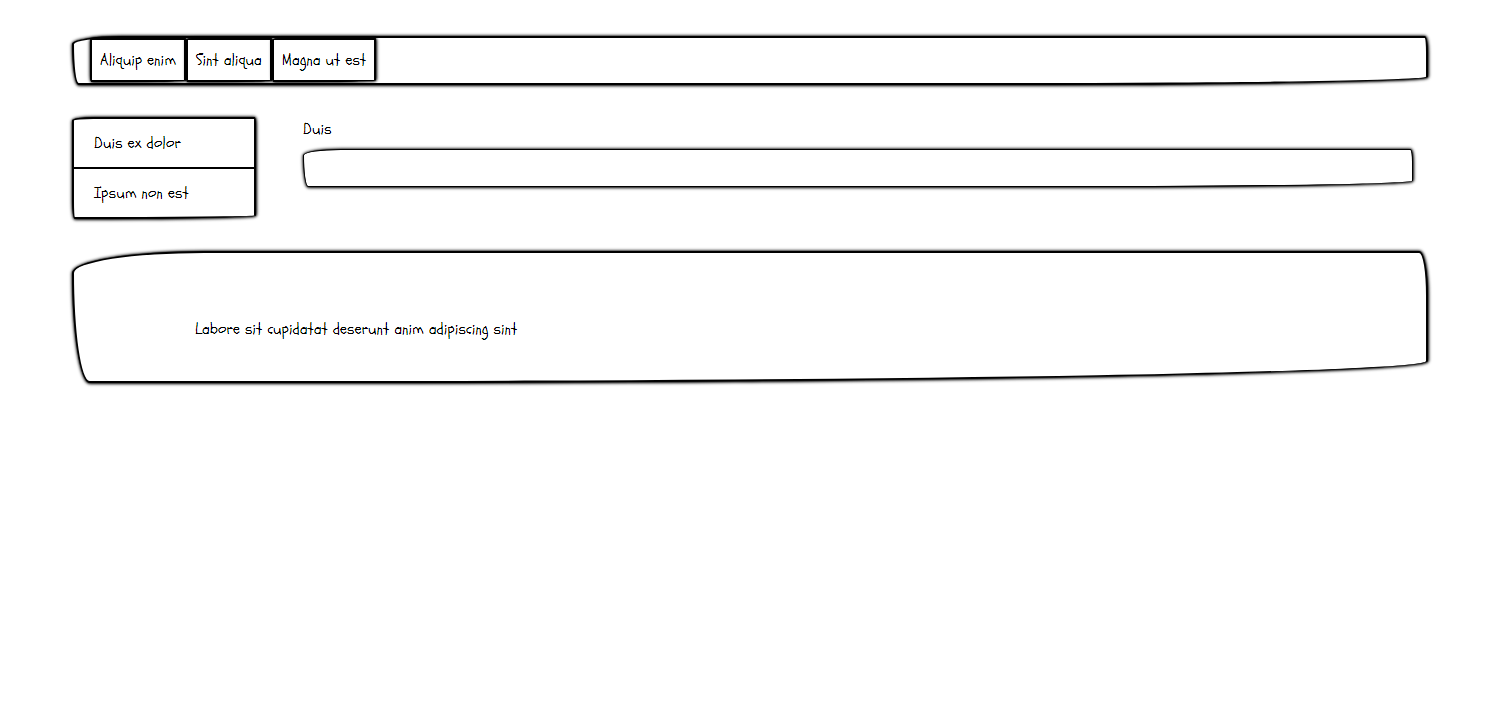 Aliquip enim Sint aliqua Magna ut est
Duis ex dolor
Ipsum non est
Duis
Labore sit cupidatat deserunt anim adipiscing sint